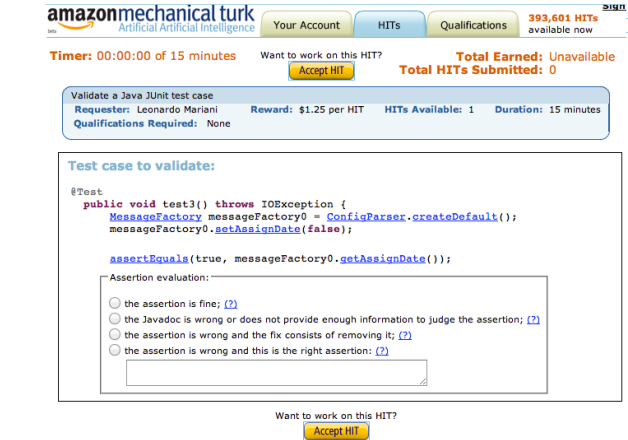 Sign
amazonmechanical turk
beta
Artificial Artificial Intelligence
Your Account
HITs
Qualifications
393,601 HITs
available now
Timer: 00:00:00 of 15 minutes
Want to work on this HIT?
Accept HIT
Total Earned: Unavailable
Total HITs Submitted: 0
Validate a Java JUnit test case
Requester: Leonardo Mariani Reward: $1.25 per HIT HITs Available: 1 Duration: 15 minutes
Qualifications Required: None
Test case to validate:
@Test
public void test3() throws IOException {
MessageFactory messageFactory0 = ConfigParser.createDefault();
messageFactory0.setAssignDate(false);
assertEquals(true, messageFactory0.getAssignDate());
Assertion evaluation:
the assertion is fine; (?)
the Javadoc is wrong or does not provide enough information to judge the assertion; (?)
the assertion is wrong and the fix consists of removing it; (?)
the assertion is wrong and this is the right assertion: (?)
Want to work on this HIT?
Accept HIT